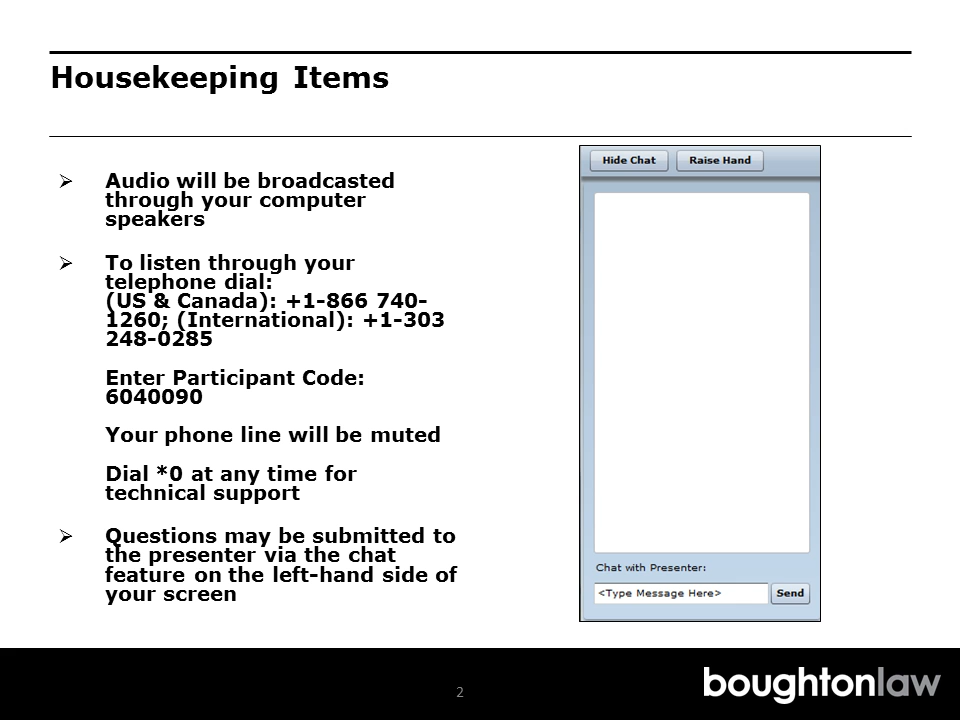 Housekeeping Items
➢ Audio will be broadcasted
through your computer
speakers
➢ To listen through your
telephone dial:
(US & Canada): +1-866 740-
1260; (International): +1-303
248-0285
Enter Participant Code:
6040090
Your phone line will be muted
Dial *0 at any time for
technical support
➢ Questions may be submitted to
the presenter via the chat
feature on the left-hand side of
your screen
Hide Chat Raise Hand
Chat with Presenter:
<Type Message Here> Send
2
boughtonlaw